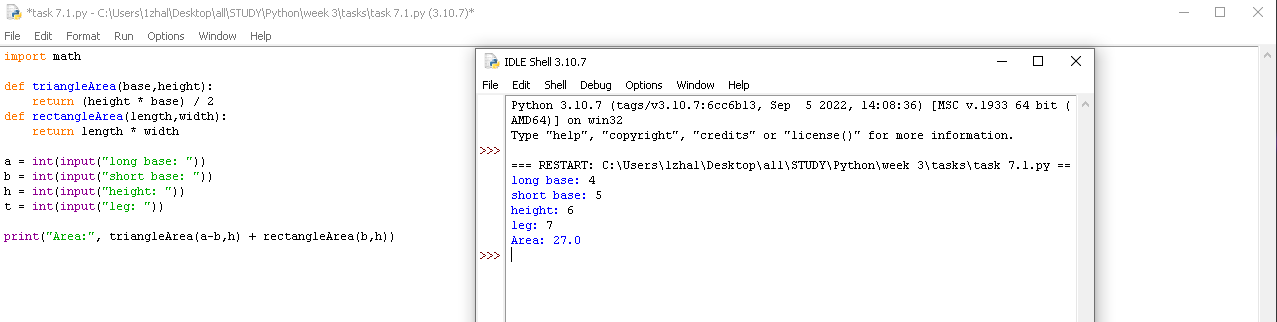 *task 7.1.py - C:\Users\1zhal\Desktop\all\STUDY\Python\week 3\tasks\task 7.1.py (3.10.7)*
File Edit Format Run Options Window Help
import math
def triangleArea(base,height):
    return (height * base) / 2
def rectangleArea(length,width):
    return length * width
a = int(input("long base: "))
b = int(input("short base: "))
h = int(input("height: "))
t = int(input("leg: "))
print("Area:", triangleArea(a-b,h) + rectangleArea(b,h))
IDLE Shell 3.10.7
File Edit Shell Debug Options Window Help
Python 3.10.7 (tags/v3.10.7:6cc6b13, Sep  5 2022, 14:08:36) [MSC v.1933 64 bit (
AMD64)] on win32
Type "help", "copyright", "credits" or "license()" for more information.
>>>
=== RESTART: C:\Users\1zhal\Desktop\all\STUDY\Python\week 3\tasks\task 7.1.py ==
long base: 4
short base: 5
height: 6
leg: 7
Area: 27.0
>>>